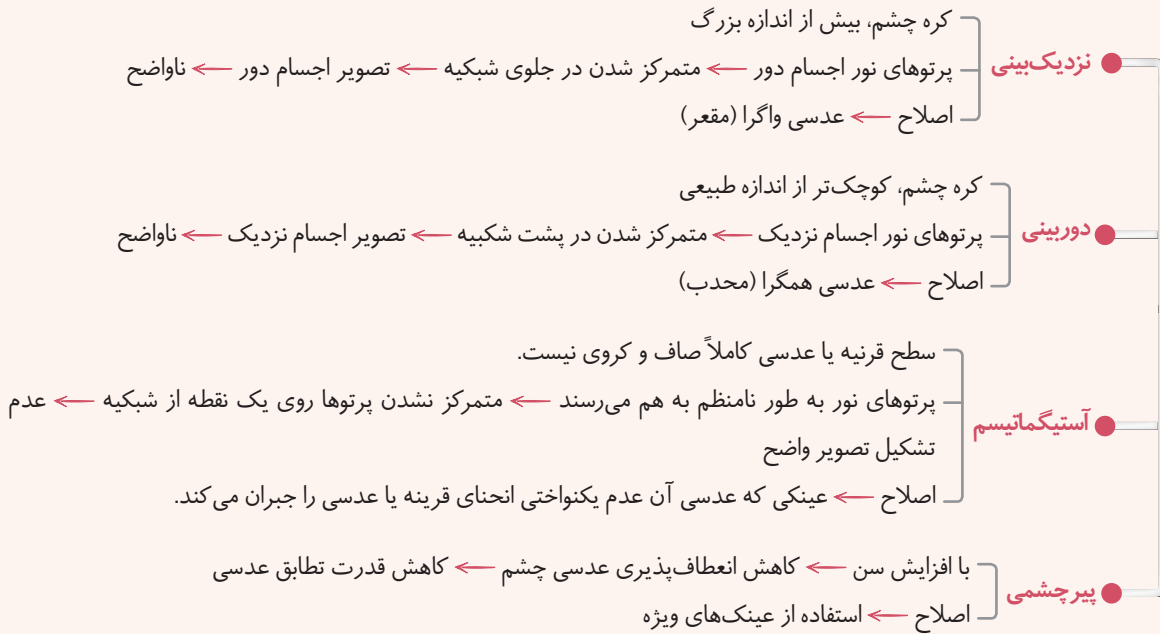 نزدیک‌بینی
کره چشم، بیش از اندازه بزرگ
پرتوهای نور اجسام دور ← متمرکز شدن در جلوی شبکیه ← تصویر اجسام دور ← ناواضح
اصلاح ← عدسی واگرا (مقعر)
دوربینی
کره چشم، کوچک‌تر از اندازه طبیعی
پرتوهای نور اجسام نزدیک ← متمرکز شدن در پشت شکبیه ← تصویر اجسام نزدیک ← ناواضح
اصلاح ← عدسی همگرا (محدب)
آستیگماتیسم
سطح قرنیه یا عدسی کاملاً صاف و کروی نیست.
پرتوهای نور به طور نامنظم به هم می‌رسند ← متمرکز نشدن پرتوها روی یک نقطه از شبکیه ← عدم
تشکیل تصویر واضح
اصلاح ← عینکی که عدسی آن عدم یکنواختی انحنای قرینه یا عدسی را جبران می‌کند.
پیرچشمی
با افزایش سن ← کاهش انعطاف‌پذیری عدسی چشم ← کاهش قدرت تطابق عدسی
اصلاح ← استفاده از عینک‌های ویژه